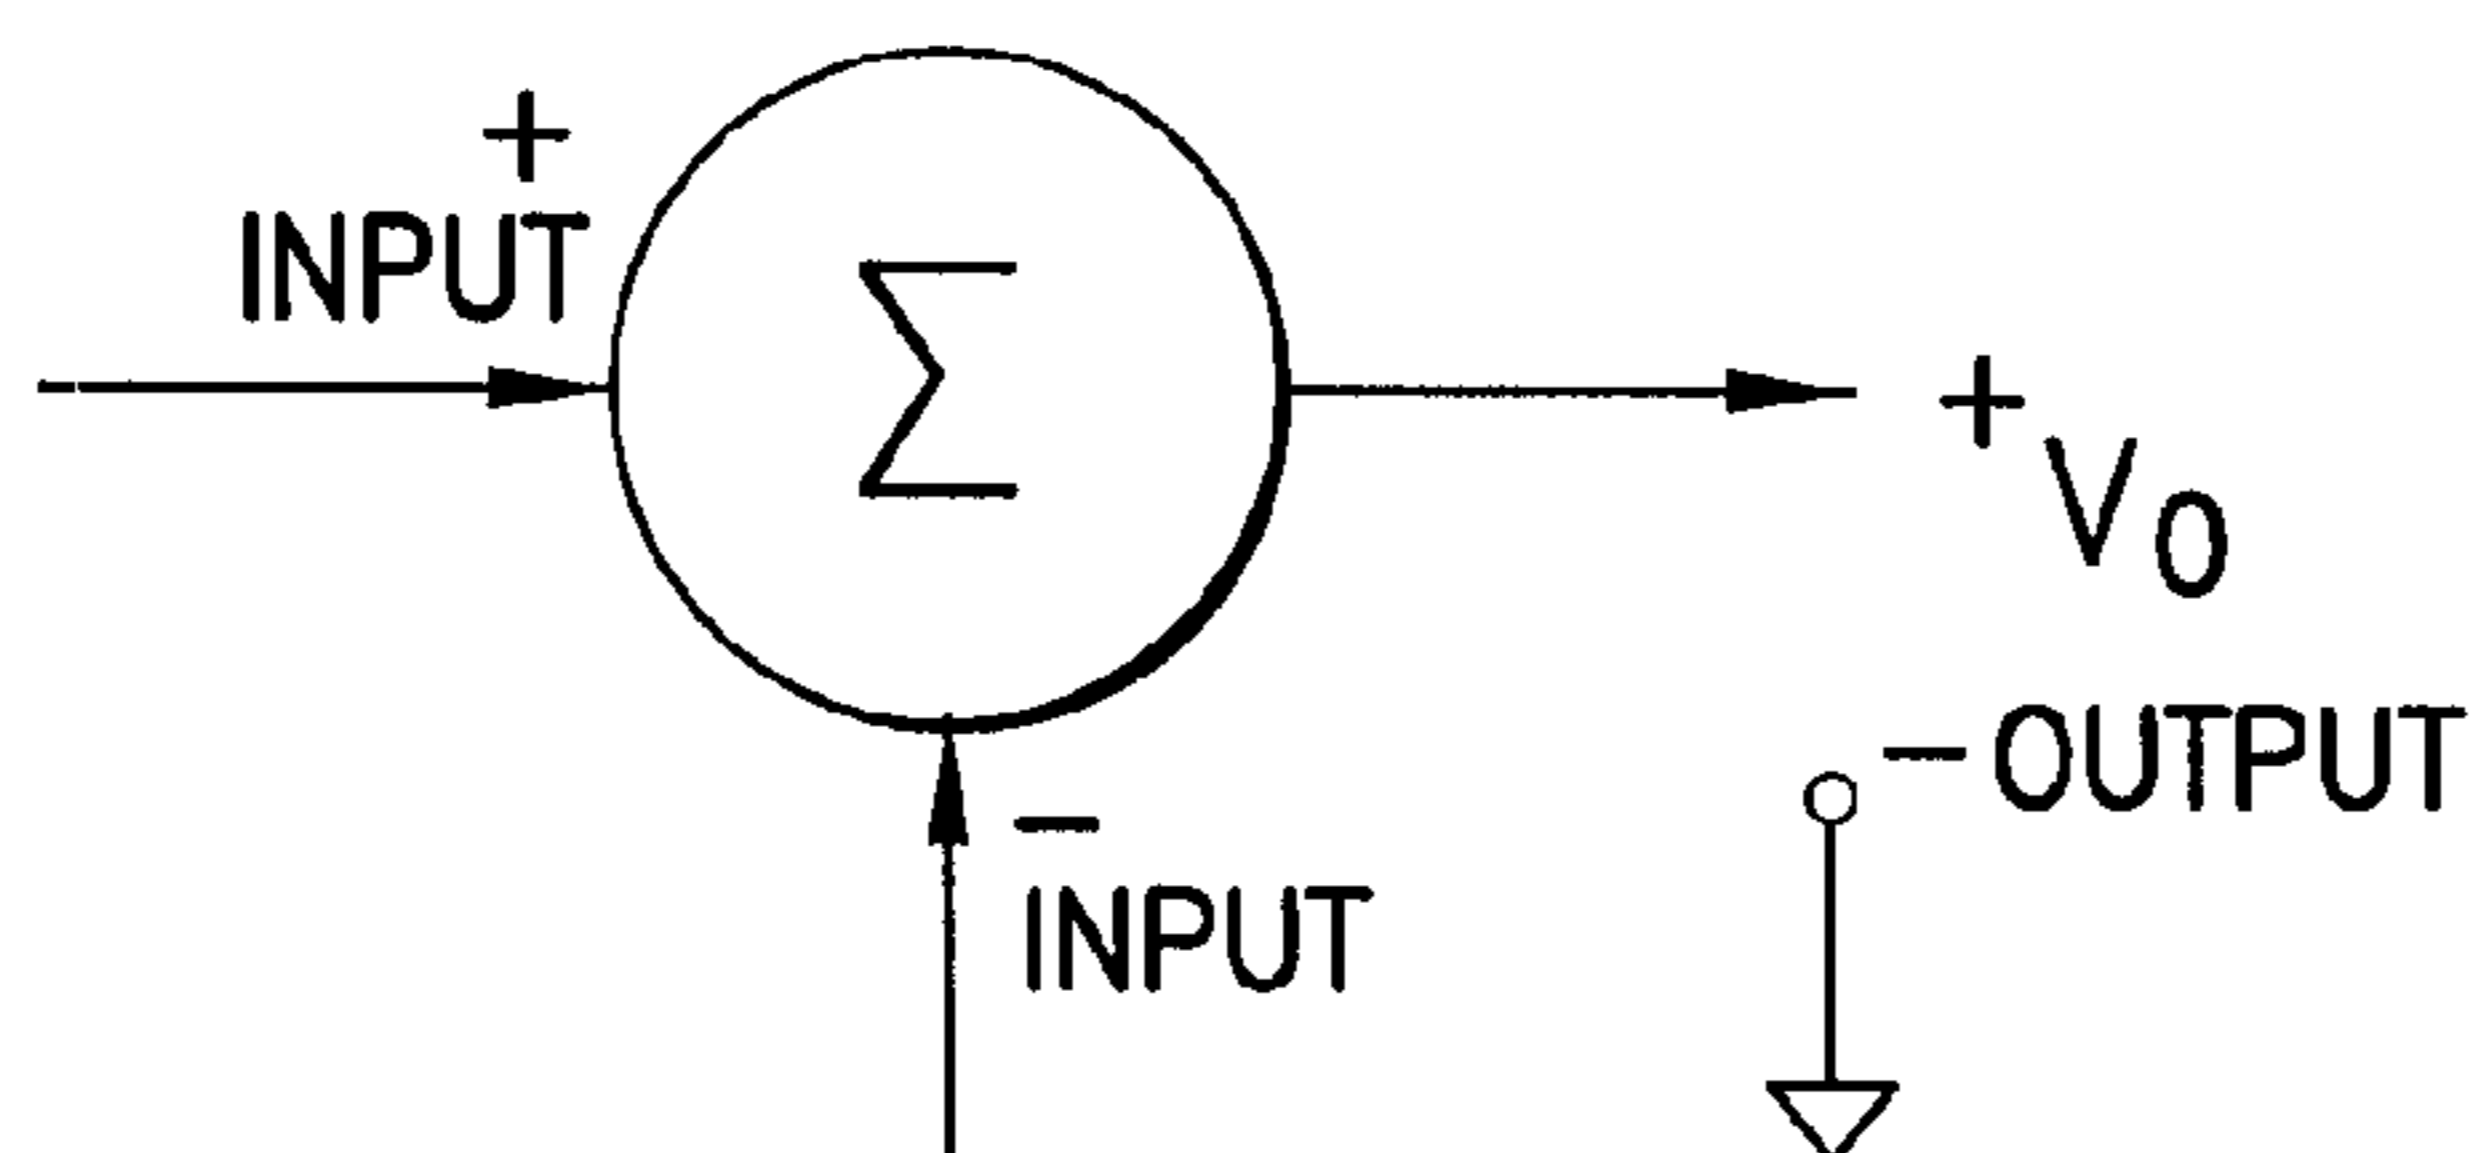 +
INPUT
Σ
+V₀
-OUTPUT
-
INPUT